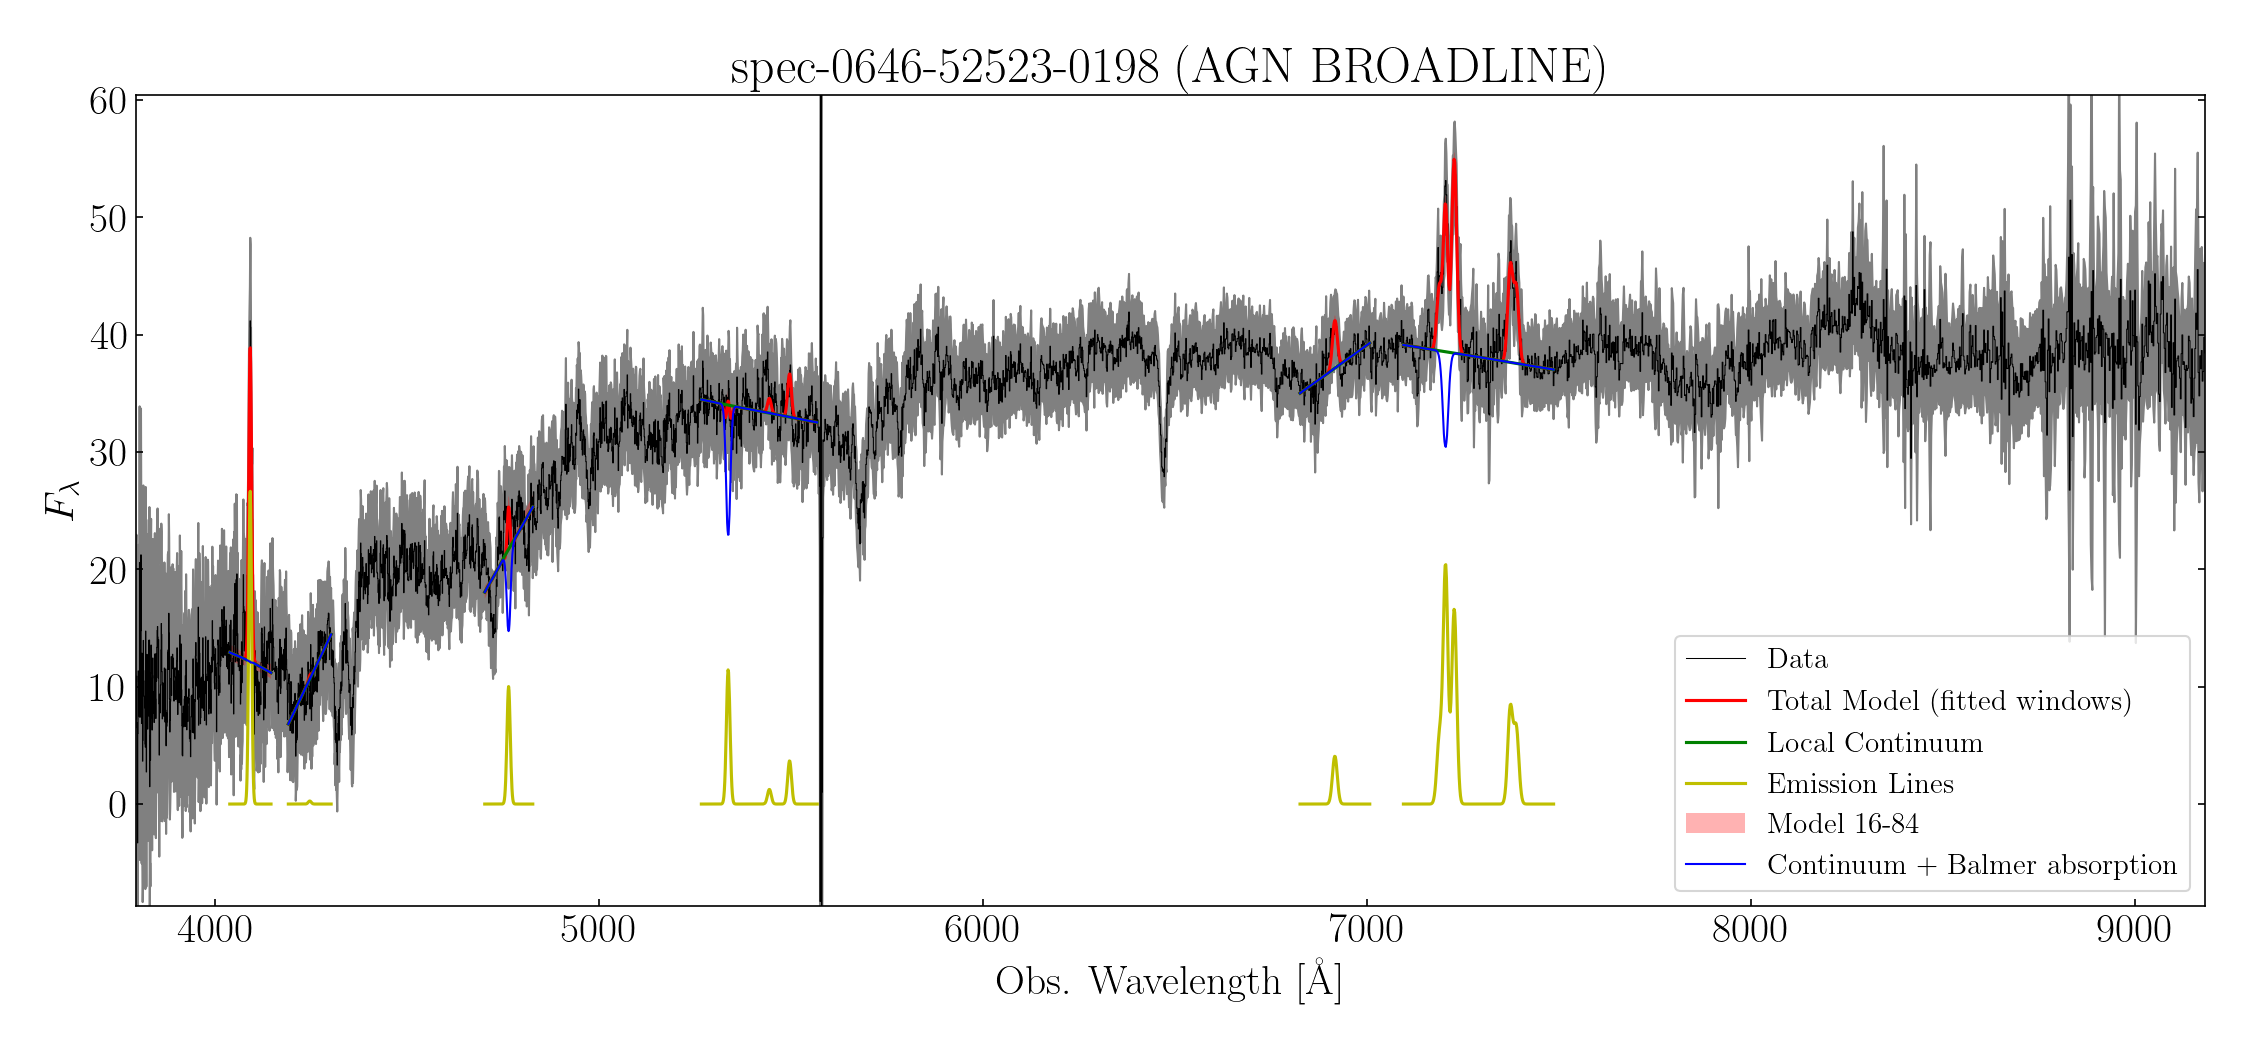 spec-0646-52523-0198 (AGN BROADLINE)
60
50
40
30
20
10
0
F_λ
4000 5000 6000 7000 8000 9000
Obs. Wavelength [Å]
Data
Total Model (fitted windows)
Local Continuum
Emission Lines
Model 16-84
Continuum + Balmer absorption